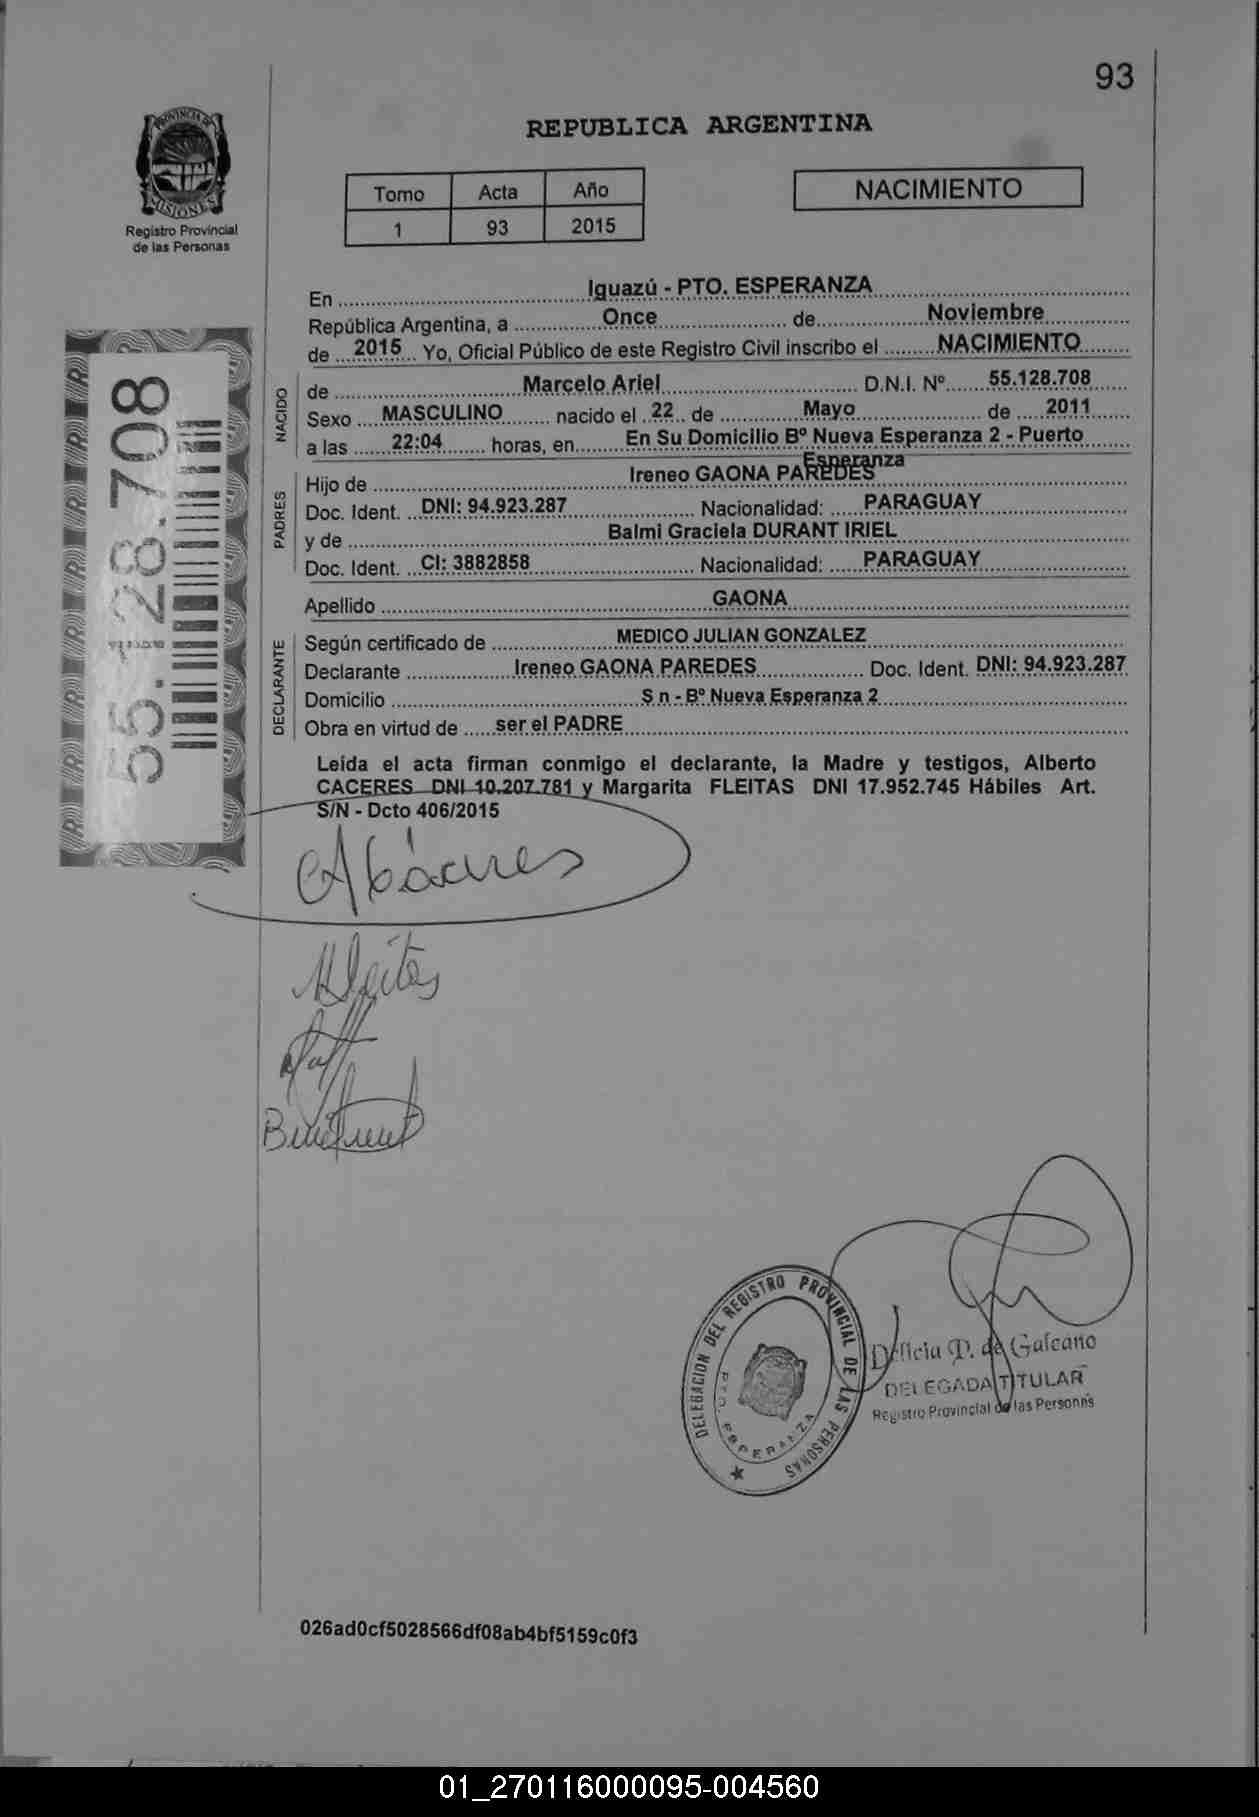 93
PROVINCIA DE
MISIONES
Registro Provincial
de las Personas
REPUBLICA ARGENTINA
Tomo Acta Año
1 93 2015
NACIMIENTO
55.128.708
En Iguazú - PTO. ESPERANZA
República Argentina, a Once de Noviembre
de 2015 Yo, Oficial Público de este Registro Civil inscribo el NACIMIENTO
NACIDO
de Marcelo Ariel D.N.I. Nº 55.128.708
Sexo MASCULINO nacido el 22 de Mayo de 2011
a las 22:04 horas, en En Su Domicilio Bº Nueva Esperanza 2 - Puerto
Esperanza
PADRES
Hijo de Ireneo GAONA PAREDES
Doc. Ident. DNI: 94.923.287 Nacionalidad: PARAGUAY
y de Balmi Graciela DURANT IRIEL
Doc. Ident. CI: 3882858 Nacionalidad: PARAGUAY
Apellido GAONA
DECLARANTE
Según certificado de MEDICO JULIAN GONZALEZ
Declarante Ireneo GAONA PAREDES Doc. Ident. DNI: 94.923.287
Domicilio S n - Bº Nueva Esperanza 2
Obra en virtud de ser el PADRE
Leída el acta firman conmigo el declarante, la Madre y testigos, Alberto
CACERES DNI 10.207.781 y Margarita FLEITAS DNI 17.952.745 Hábiles Art.
S/N - Dcto 406/2015
DELEGACION DEL REGISTRO PROVINCIAL DE LAS PERSONAS
PTO. ESPERANZA
Delicia D. de Galeano
DELEGADA TITULAR
Registro Provincial de las Personas
026ad0cf5028566df08ab4bf5159c0f3
01_270116000095-004560